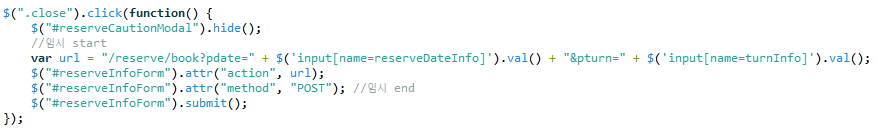 $(".close").click(function() {
    $("#reserveCautionModal").hide();
    //임시 start
    var url = "/reserve/book?pdate=" + $('input[name=reserveDateInfo]').val() + "&pturn=" + $('input[name=turnInfo]').val();
    $("#reserveInfoForm").attr("action", url);
    $("#reserveInfoForm").attr("method", "POST"); //임시 end
    $("#reserveInfoForm").submit();
});